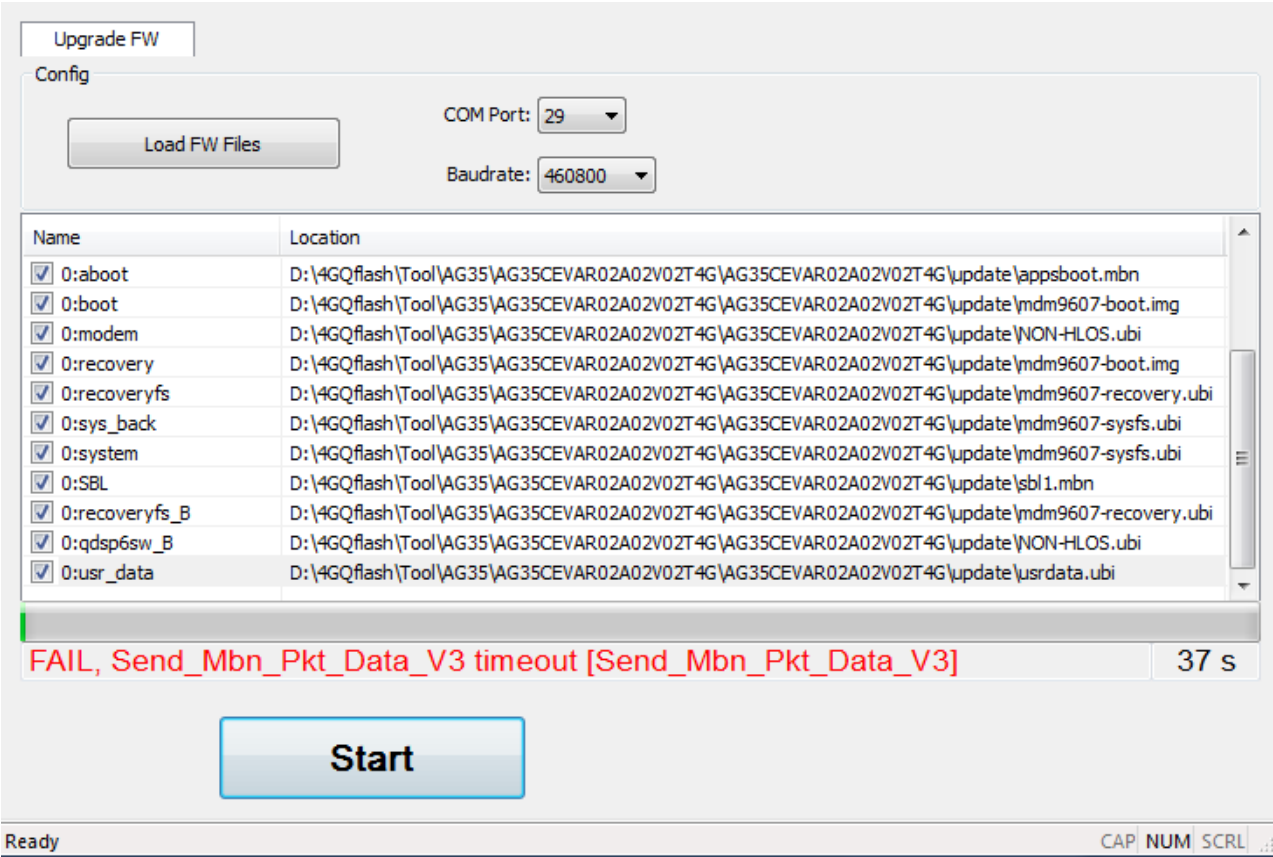 Upgrade FW
Config
Load FW Files
COM Port: 29
Baudrate: 460800
Name Location
0:aboot D:\4GQflash\Tool\AG35\AG35CEVAR02A02V02T4G\AG35CEVAR02A02V02T4G\update\appsboot.mbn
0:boot D:\4GQflash\Tool\AG35\AG35CEVAR02A02V02T4G\AG35CEVAR02A02V02T4G\update\mdm9607-boot.img
0:modem D:\4GQflash\Tool\AG35\AG35CEVAR02A02V02T4G\AG35CEVAR02A02V02T4G\update\NON-HLOS.ubi
0:recovery D:\4GQflash\Tool\AG35\AG35CEVAR02A02V02T4G\AG35CEVAR02A02V02T4G\update\mdm9607-boot.img
0:recoveryfs D:\4GQflash\Tool\AG35\AG35CEVAR02A02V02T4G\AG35CEVAR02A02V02T4G\update\mdm9607-recovery.ubi
0:sys_back D:\4GQflash\Tool\AG35\AG35CEVAR02A02V02T4G\AG35CEVAR02A02V02T4G\update\mdm9607-sysfs.ubi
0:system D:\4GQflash\Tool\AG35\AG35CEVAR02A02V02T4G\AG35CEVAR02A02V02T4G\update\mdm9607-sysfs.ubi
0:SBL D:\4GQflash\Tool\AG35\AG35CEVAR02A02V02T4G\AG35CEVAR02A02V02T4G\update\sbl1.mbn
0:recoveryfs_B D:\4GQflash\Tool\AG35\AG35CEVAR02A02V02T4G\AG35CEVAR02A02V02T4G\update\mdm9607-recovery.ubi
0:qdsp6sw_B D:\4GQflash\Tool\AG35\AG35CEVAR02A02V02T4G\AG35CEVAR02A02V02T4G\update\NON-HLOS.ubi
0:usr_data D:\4GQflash\Tool\AG35\AG35CEVAR02A02V02T4G\AG35CEVAR02A02V02T4G\update\usrdata.ubi
FAIL, Send_Mbn_Pkt_Data_V3 timeout [Send_Mbn_Pkt_Data_V3] 37 s
Start
Ready CAP NUM SCRL